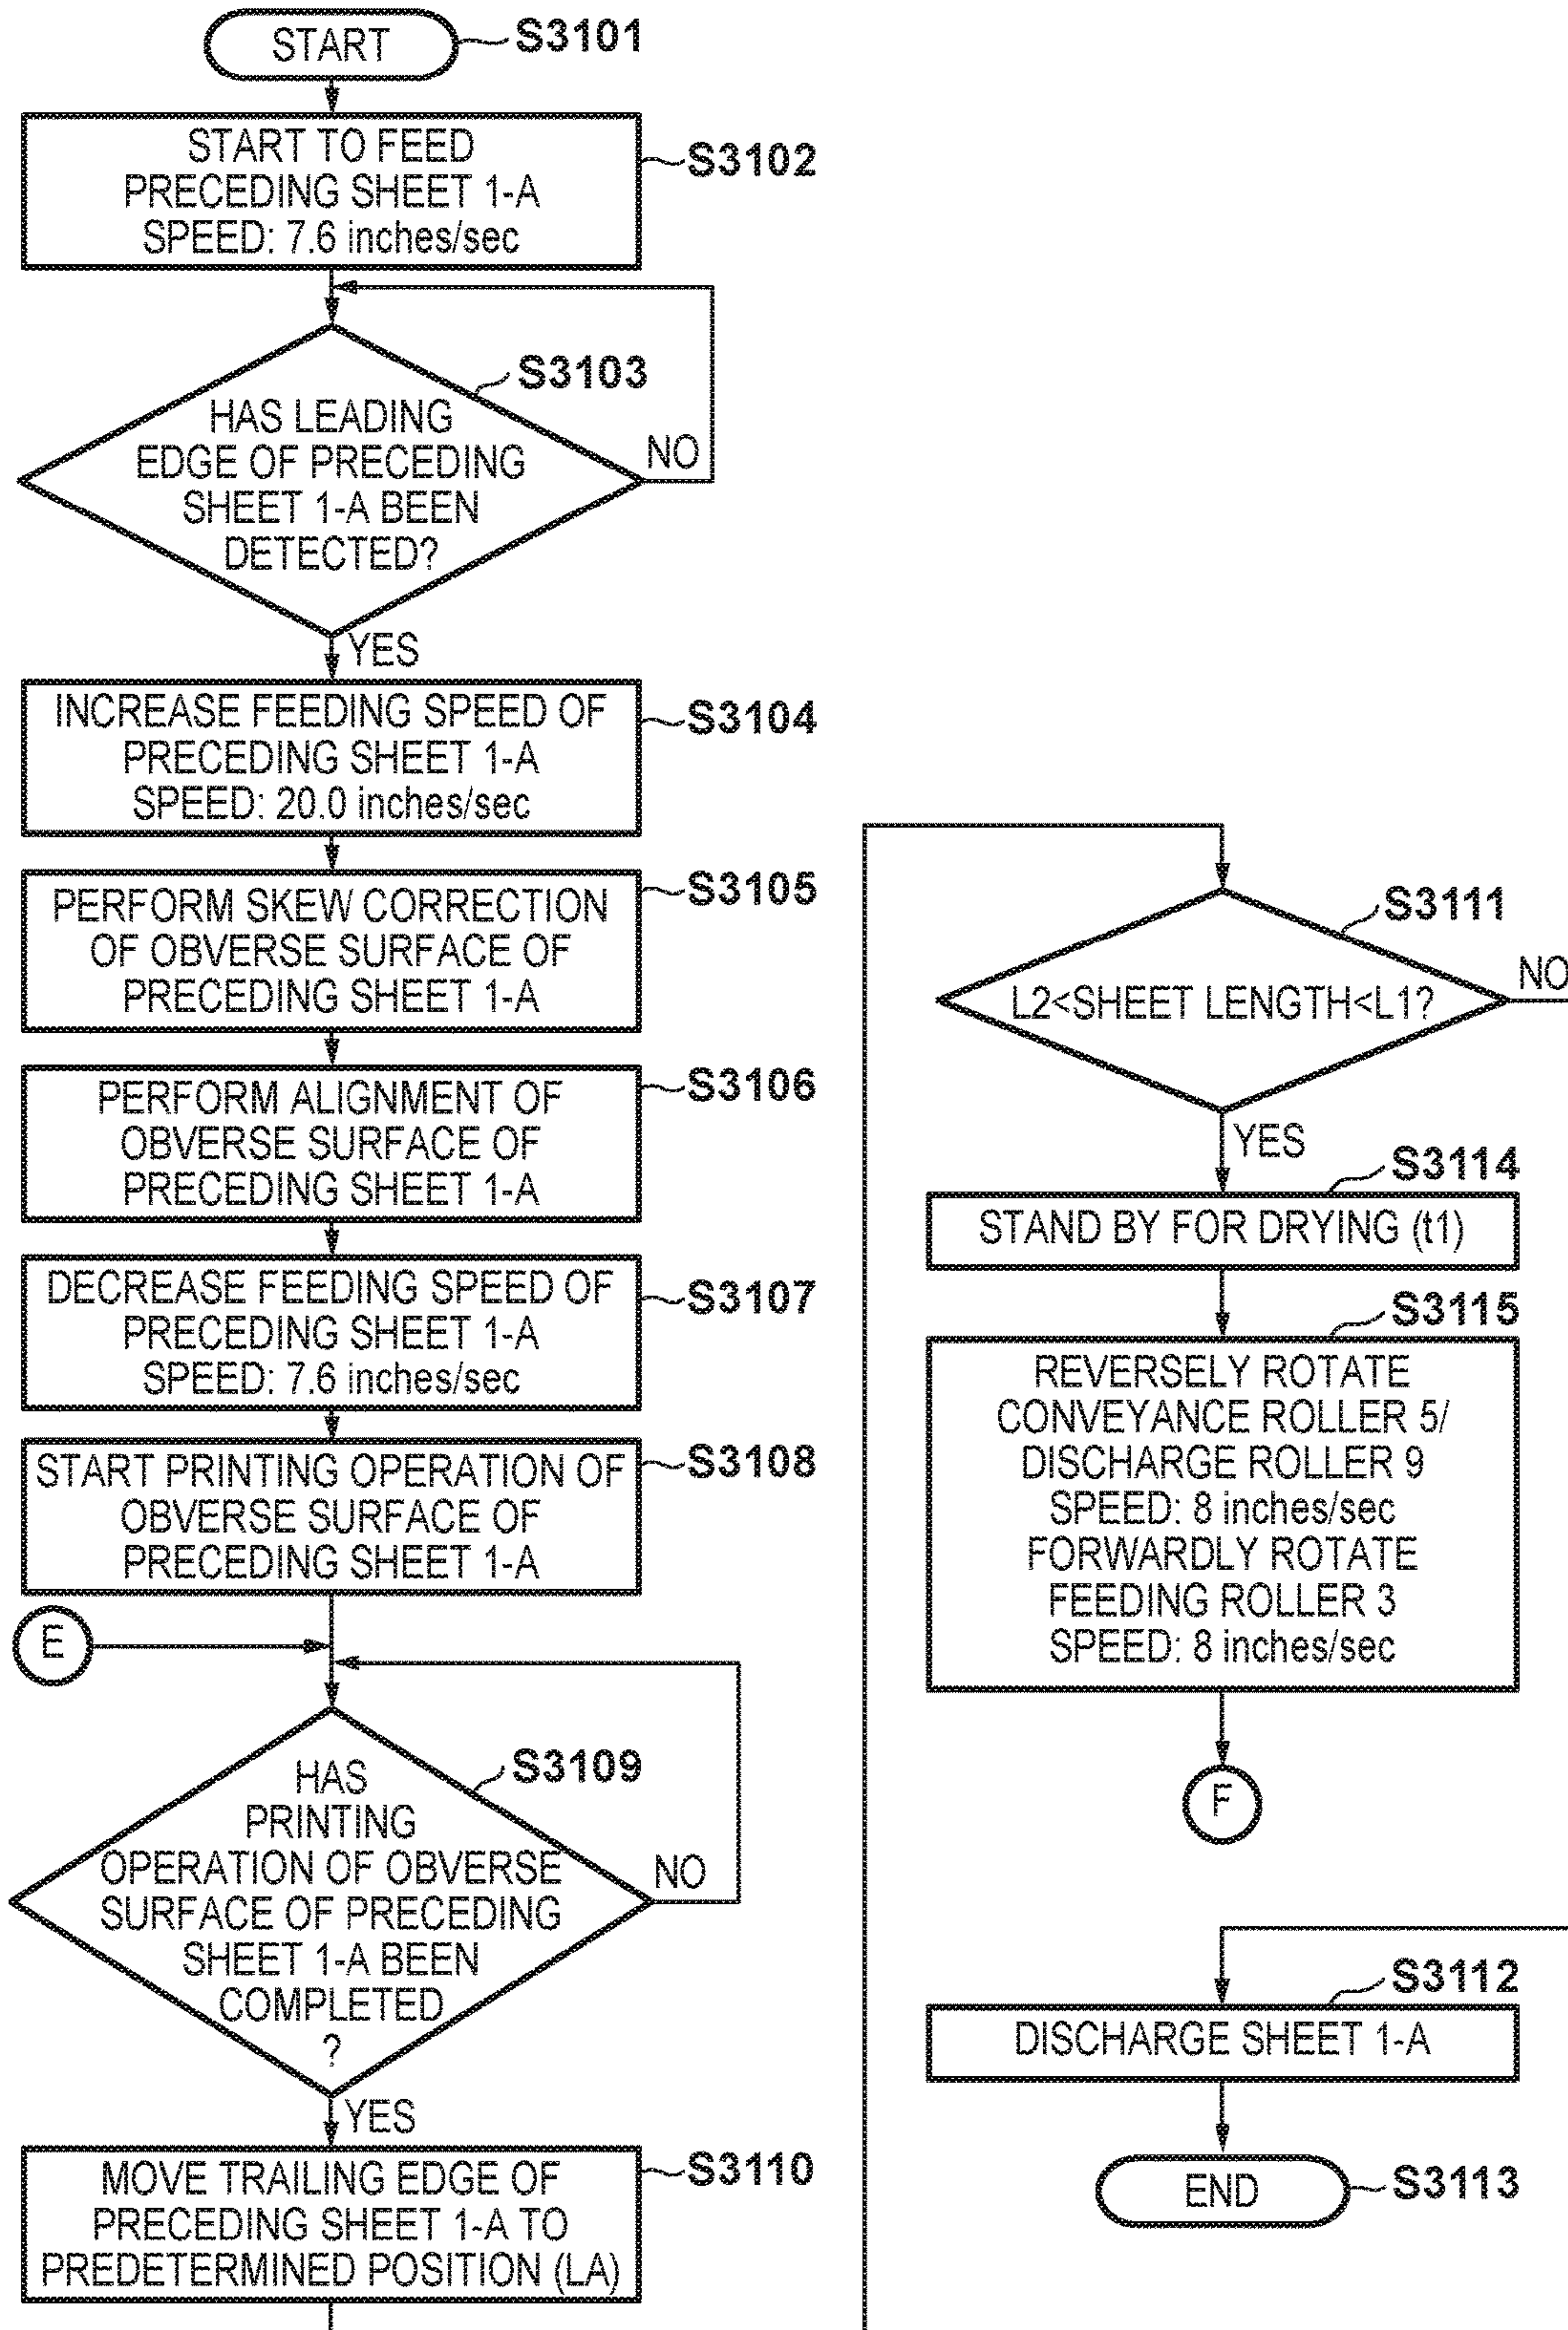 START
S3101
START TO FEED
PRECEDING SHEET 1-A
SPEED: 7.6 inches/sec
S3102
S3103
HAS LEADING
EDGE OF PRECEDING
SHEET 1-A BEEN
DETECTED?
NO
YES
INCREASE FEEDING SPEED OF
PRECEDING SHEET 1-A
SPEED: 20.0 inches/sec
S3104
PERFORM SKEW CORRECTION
OF OBVERSE SURFACE OF
PRECEDING SHEET 1-A
S3105
PERFORM ALIGNMENT OF
OBVERSE SURFACE OF
PRECEDING SHEET 1-A
S3106
DECREASE FEEDING SPEED OF
PRECEDING SHEET 1-A
SPEED: 7.6 inches/sec
S3107
START PRINTING OPERATION OF
OBVERSE SURFACE OF
PRECEDING SHEET 1-A
S3108
E
S3109
HAS
PRINTING
OPERATION OF OBVERSE
SURFACE OF PRECEDING
SHEET 1-A BEEN
COMPLETED
?
NO
YES
MOVE TRAILING EDGE OF
PRECEDING SHEET 1-A TO
PREDETERMINED POSITION (LA)
S3110
S3111
L2<SHEET LENGTH<L1?
NO
YES
S3114
STAND BY FOR DRYING (t1)
S3115
REVERSELY ROTATE
CONVEYANCE ROLLER 5/
DISCHARGE ROLLER 9
SPEED: 8 inches/sec
FORWARDLY ROTATE
FEEDING ROLLER 3
SPEED: 8 inches/sec
F
S3112
DISCHARGE SHEET 1-A
END
S3113